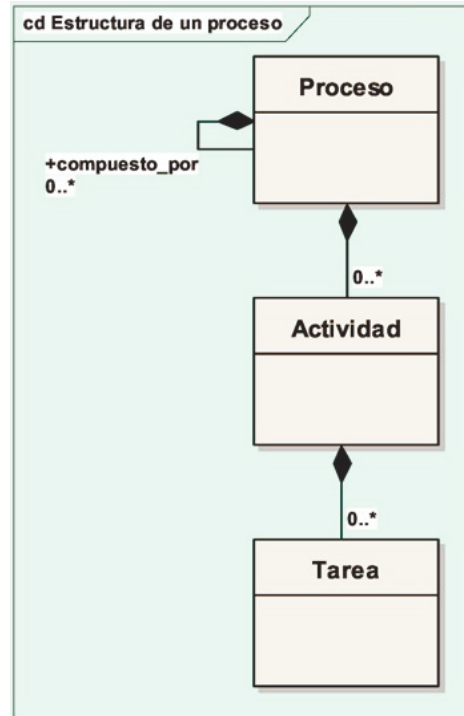 cd Estructura de un proceso
Proceso
+compuesto_por
0..*
0..*
Actividad
0..*
Tarea